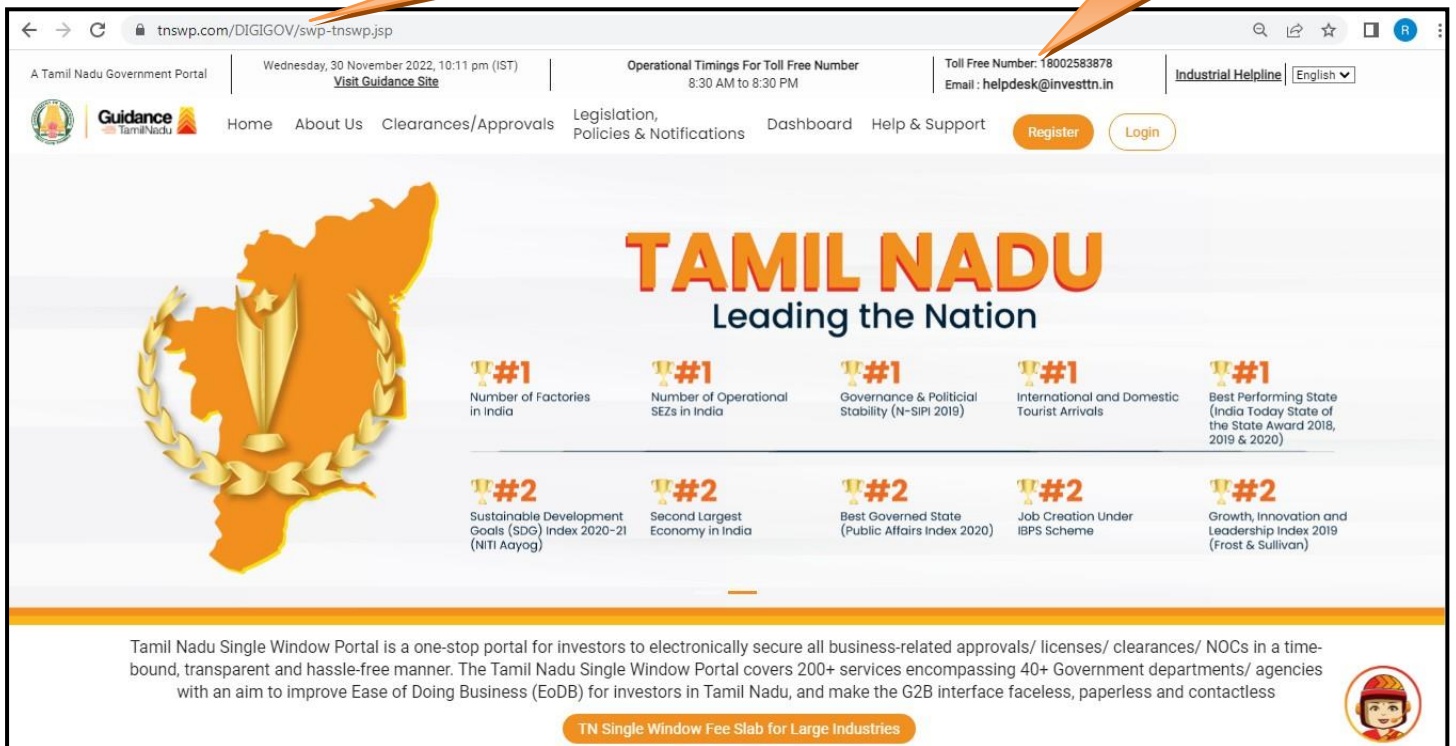 tnswp.com/DIGIGOV/swp-tnswp.jsp
R
A Tamil Nadu Government Portal
Wednesday, 30 November 2022, 10:11 pm (IST)
Visit Guidance Site
Operational Timings For Toll Free Number
8:30 AM to 8:30 PM
Toll Free Number: 18002583878
Email : helpdesk@investtn.in
Industrial Helpline
English
Guidance
TamilNadu
Home
About Us
Clearances/Approvals
Legislation,
Policies & Notifications
Dashboard
Help & Support
Register
Login
TAMIL NADU
Leading the Nation
#1
Number of Factories
in India
#1
Number of Operational
SEZs in India
#1
Governance & Politicial
Stability (N-SIPI 2019)
#1
International and Domestic
Tourist Arrivals
#1
Best Performing State
(India Today State of
the State Award 2018,
2019 & 2020)
#2
Sustainable Development
Goals (SDG) Index 2020-21
(NITI Aayog)
#2
Second Largest
Economy in India
#2
Best Governed State
(Public Affairs Index 2020)
#2
Job Creation Under
IBPS Scheme
#2
Growth, Innovation and
Leadership Index 2019
(Frost & Sullivan)
Tamil Nadu Single Window Portal is a one-stop portal for investors to electronically secure all business-related approvals/ licenses/ clearances/ NOCs in a time-
bound, transparent and hassle-free manner. The Tamil Nadu Single Window Portal covers 200+ services encompassing 40+ Government departments/ agencies
with an aim to improve Ease of Doing Business (EoDB) for investors in Tamil Nadu, and make the G2B interface faceless, paperless and contactless
TN Single Window Fee Slab for Large Industries